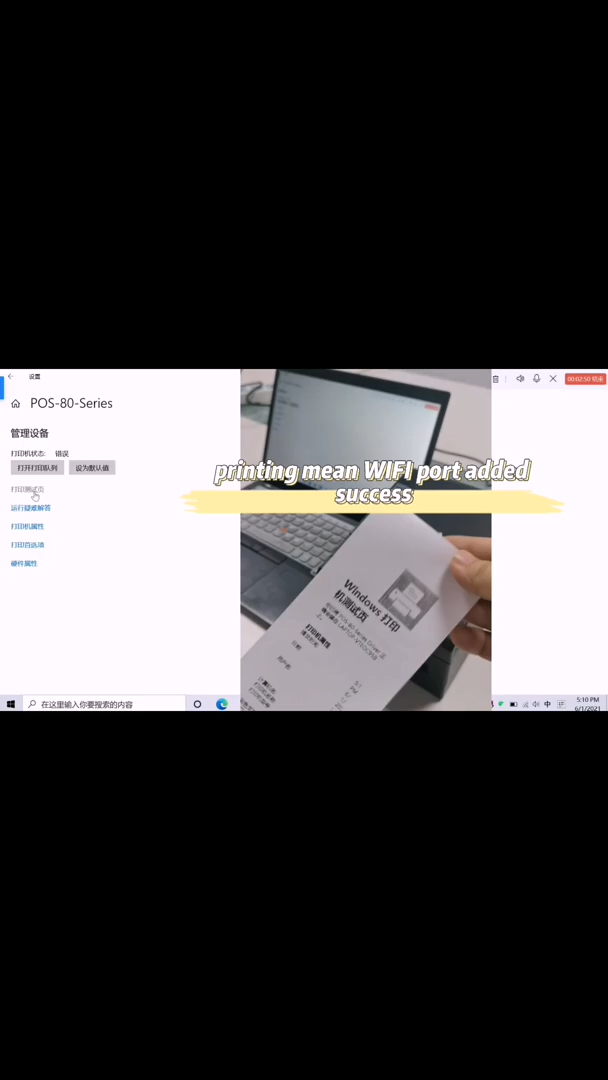 设置
POS-80-Series
00:02:50 结束
管理设备
打印机状态: 错误
打开打印队列
设为默认值
打印测试页
运行疑难解答
打印机属性
打印首选项
硬件属性
printing mean WIFI port added
success
Windows 打印
机测试页
打印机属性
在这里输入你要搜索的内容
中
5:10 PM
6/1/2021